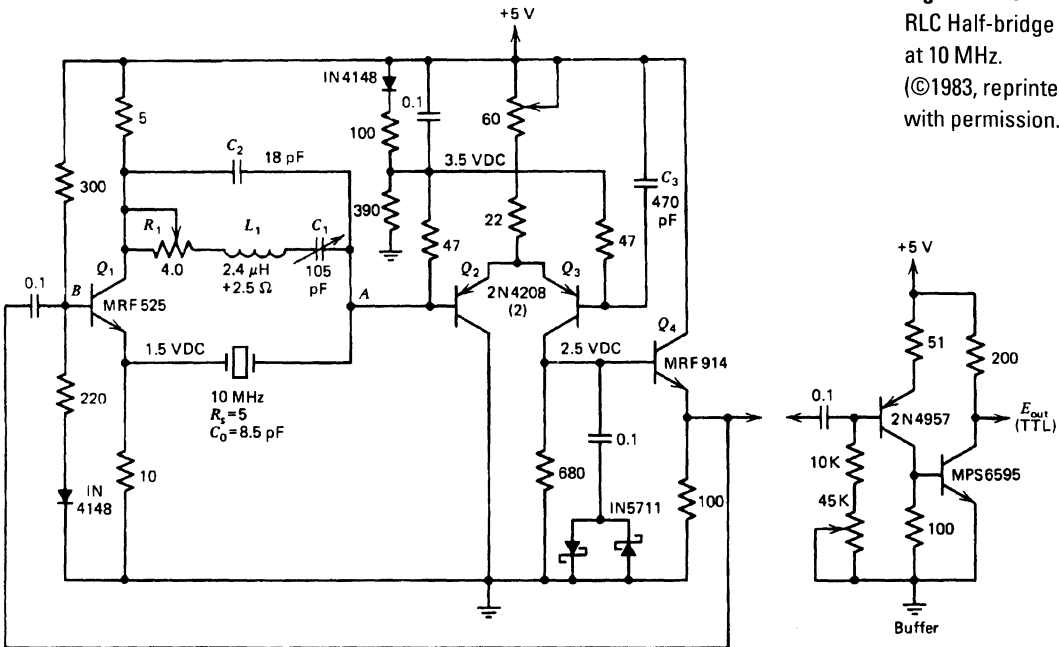 +5 V
RLC Half-bridge
at 10 MHz.
(©1983, reprinte
with permission.
IN4148
5
0.1
60
100
C2
18 pF
3.5 VDC
C3
470
pF
300
390
22
R1
L1
C1
47
47
4.0
2.4 μH
+2.5 Ω
105
pF
Q1
Q2
Q3
0.1
B
MRF525
A
2N4208
(2)
Q4
1.5 VDC
2.5 VDC
MRF914
10 MHz
Rs=5
C0=8.5 pF
220
10
0.1
680
IN
4148
IN5711
100
+5 V
51
200
0.1
2N4957
Eout
(TTL)
10K
MPS6595
45K
100
Buffer